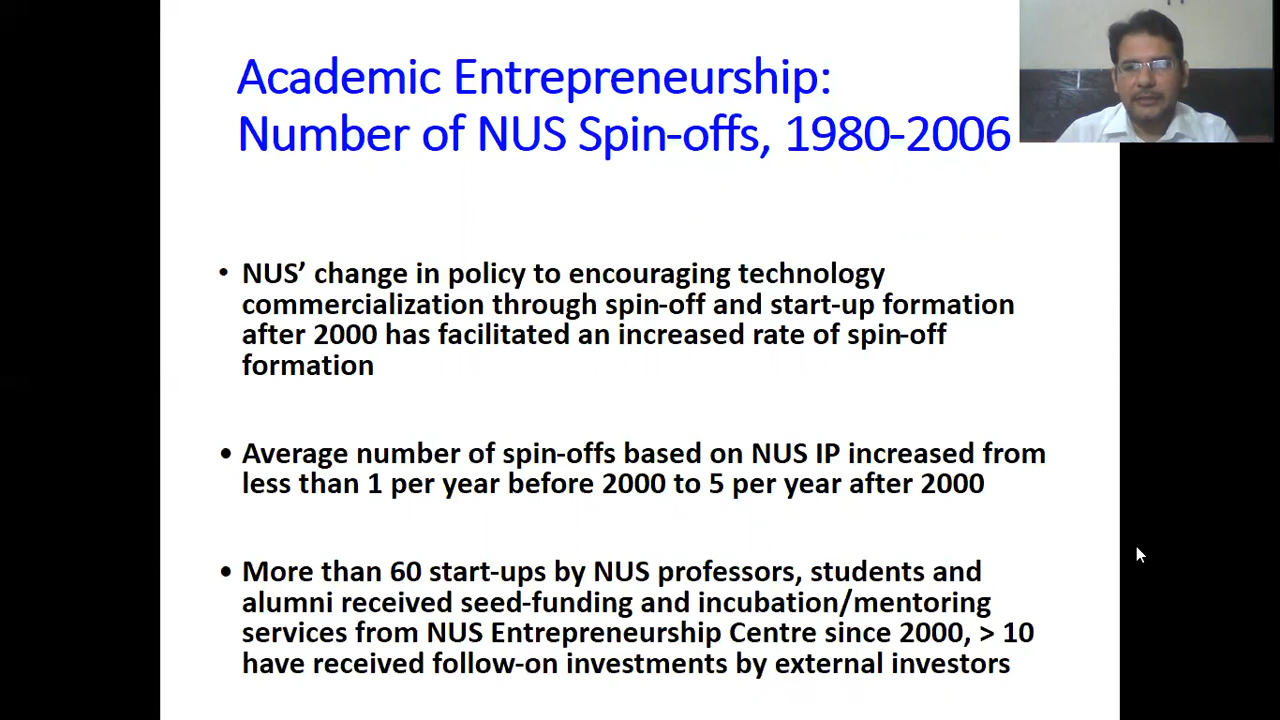 Academic Entrepreneurship:
Number of NUS Spin-offs, 1980-2006
• NUS’ change in policy to encouraging technology
commercialization through spin-off and start-up formation
after 2000 has facilitated an increased rate of spin-off
formation
• Average number of spin-offs based on NUS IP increased from
less than 1 per year before 2000 to 5 per year after 2000
• More than 60 start-ups by NUS professors, students and
alumni received seed-funding and incubation/mentoring
services from NUS Entrepreneurship Centre since 2000, > 10
have received follow-on investments by external investors